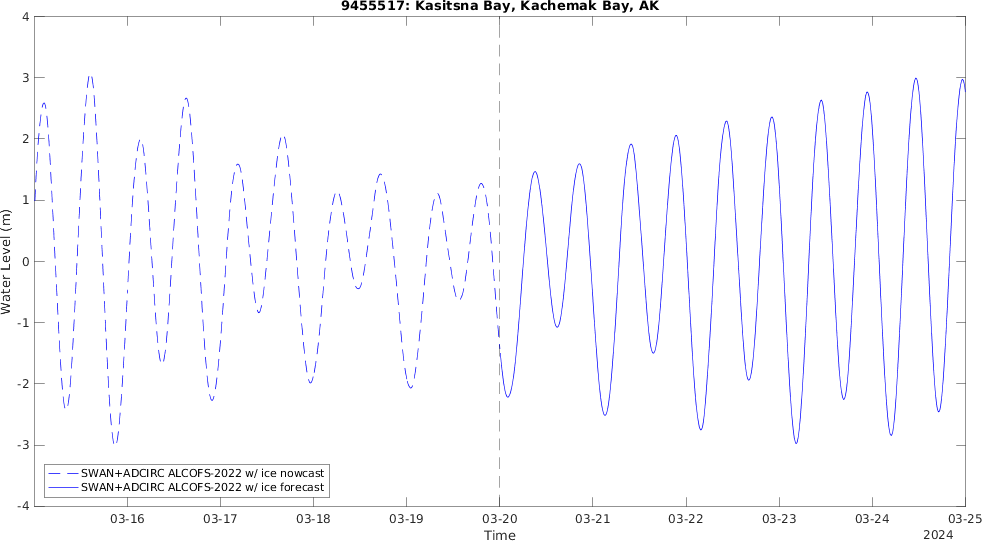 9455517: Kasitsna Bay, Kachemak Bay, AK
4
3
2
1
0
-1
-2
-3
-4
Water Level (m)
SWAN+ADCIRC ALCOFS-2022 w/ ice nowcast
SWAN+ADCIRC ALCOFS-2022 w/ ice forecast
03-16 03-17 03-18 03-19 03-20 03-21 03-22 03-23 03-24 03-25
Time
2024